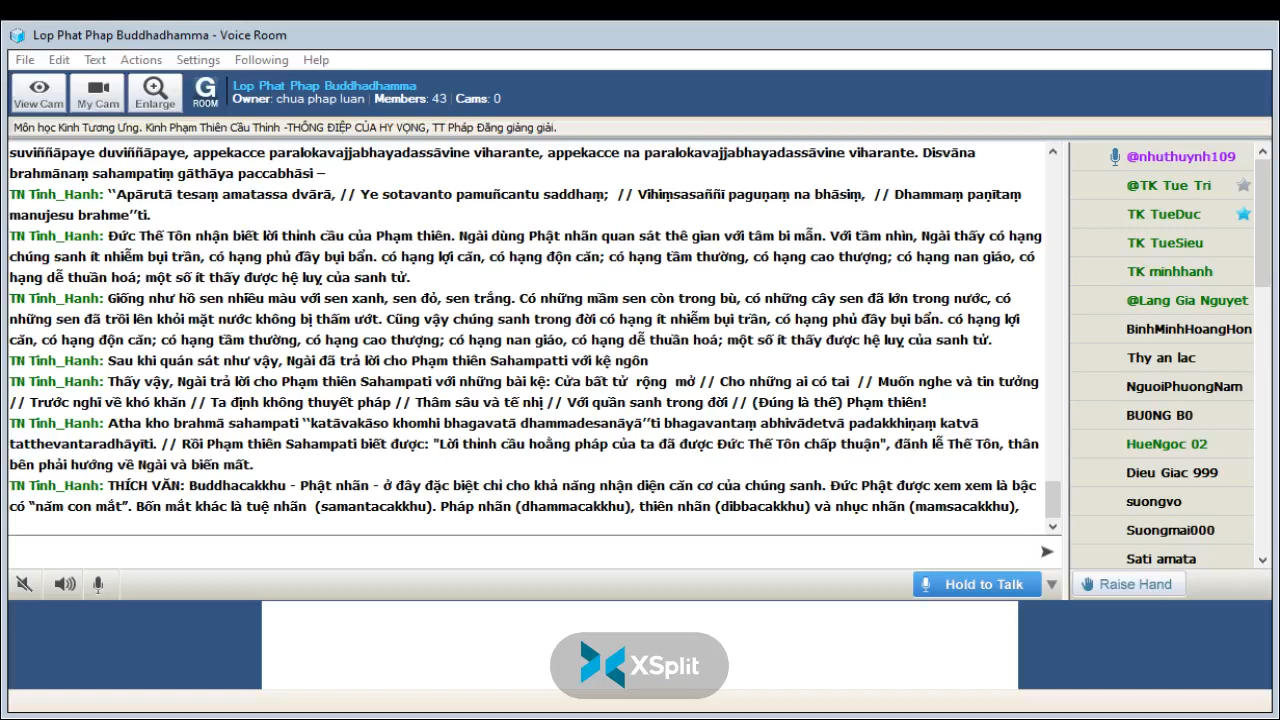 Lop Phat Phap Buddhadhamma - Voice Room
File Edit Text Actions Settings Following Help
View Cam My Cam Enlarge G ROOM
Lop Phat Phap Buddhadhamma
Owner: chua phap luan | Members: 43 | Cams: 0
Môn học Kinh Tương Ưng. Kinh Phạm Thiên Cầu Thỉnh -THÔNG ĐIỆP CỦA HY VỌNG, TT Pháp Đăng giảng giải.
suviññāpaye duviññāpaye, appekacce paralokavajjabhayadassāvine viharante, appekacce na paralokavajjabhayadassāvine viharante. Disvāna
brahmānaṃ sahampatiṃ gāthāya paccabhāsi –
TN Tinh_Hanh: ‘‘Apārutā tesaṃ amatassa dvārā, // Ye sotavanto pamuñcantu saddhaṃ; // Vihiṃsasaññī paguṇaṃ na bhāsiṃ, // Dhammaṃ paṇītaṃ
manujesu brahme’’ti.
TN Tinh_Hanh: Đức Thế Tôn nhận biết lời thỉnh cầu của Phạm thiên. Ngài dùng Phật nhãn quan sát thê gian với tâm bi mẫn. Với tầm nhìn, Ngài thấy có hạng
chúng sanh ít nhiễm bụi trần, có hạng phủ đầy bụi bẩn. có hạng lợi căn, có hạng độn căn; có hạng tầm thường, có hạng cao thượng; có hạng nan giáo, có
hạng dễ thuần hoá; một số ít thấy được hệ luỵ của sanh tử.
TN Tinh_Hanh: Giống như hồ sen nhiều màu với sen xanh, sen đỏ, sen trắng. Có những mầm sen còn trong bù, có những cây sen đã lớn trong nước, có
những sen đã trồi lên khỏi mặt nước không bị thấm ướt. Cũng vậy chúng sanh trong đời có hạng ít nhiễm bụi trần, có hạng phủ đầy bụi bẩn. có hạng lợi
căn, có hạng độn căn; có hạng tầm thường, có hạng cao thượng; có hạng nan giáo, có hạng dễ thuần hoá; một số ít thấy được hệ luỵ của sanh tử.
TN Tinh_Hanh: Sau khi quán sát như vậy, Ngài đã trả lời cho Phạm thiên Sahampatti với kệ ngôn
TN Tinh_Hanh: Thấy vậy, Ngài trả lời cho Phạm thiên Sahampati với những bài kệ: Cửa bất tử rộng mở // Cho những ai có tai // Muốn nghe và tin tưởng
// Trước nghĩ về khó khăn // Ta định không thuyết pháp // Thâm sâu và tế nhị // Với quần sanh trong đời // (Đúng là thế) Phạm thiên!
TN Tinh_Hanh: Atha kho brahmā sahampati ‘‘katāvakāso khomhi bhagavatā dhammadesanāyā’’ti bhagavantaṃ abhivādetvā padakkhiṇaṃ katvā
tatthevantaradhāyīti. // Rồi Phạm thiên Sahampati biết được: "Lời thỉnh cầu hoằng pháp của ta đã được Đức Thế Tôn chấp thuận", đãnh lễ Thế Tôn, thân
bên phải hướng về Ngài và biến mất.
TN Tinh_Hanh: THÍCH VĂN: Buddhacakkhu - Phật nhãn - ở đây đặc biệt chỉ cho khả năng nhận diện căn cơ của chúng sanh. Đức Phật được xem xem là bậc
có “năm con mắt”. Bốn mắt khác là tuệ nhãn (samantacakkhu). Pháp nhãn (dhammacakkhu), thiên nhãn (dibbacakkhu) và nhục nhãn (mamsacakkhu),
@nhuthuynh109
@TK Tue Tri
TK TueDuc
TK TueSieu
TK minhhanh
@Lang Gia Nguyet
BinhMinhHoangHon
Thy an lac
NguoiPhuongNam
BU0NG B0
HueNgoc 02
Dieu Giac 999
suongvo
Suongmai000
Sati amata
Hold to Talk
Raise Hand
XSplit